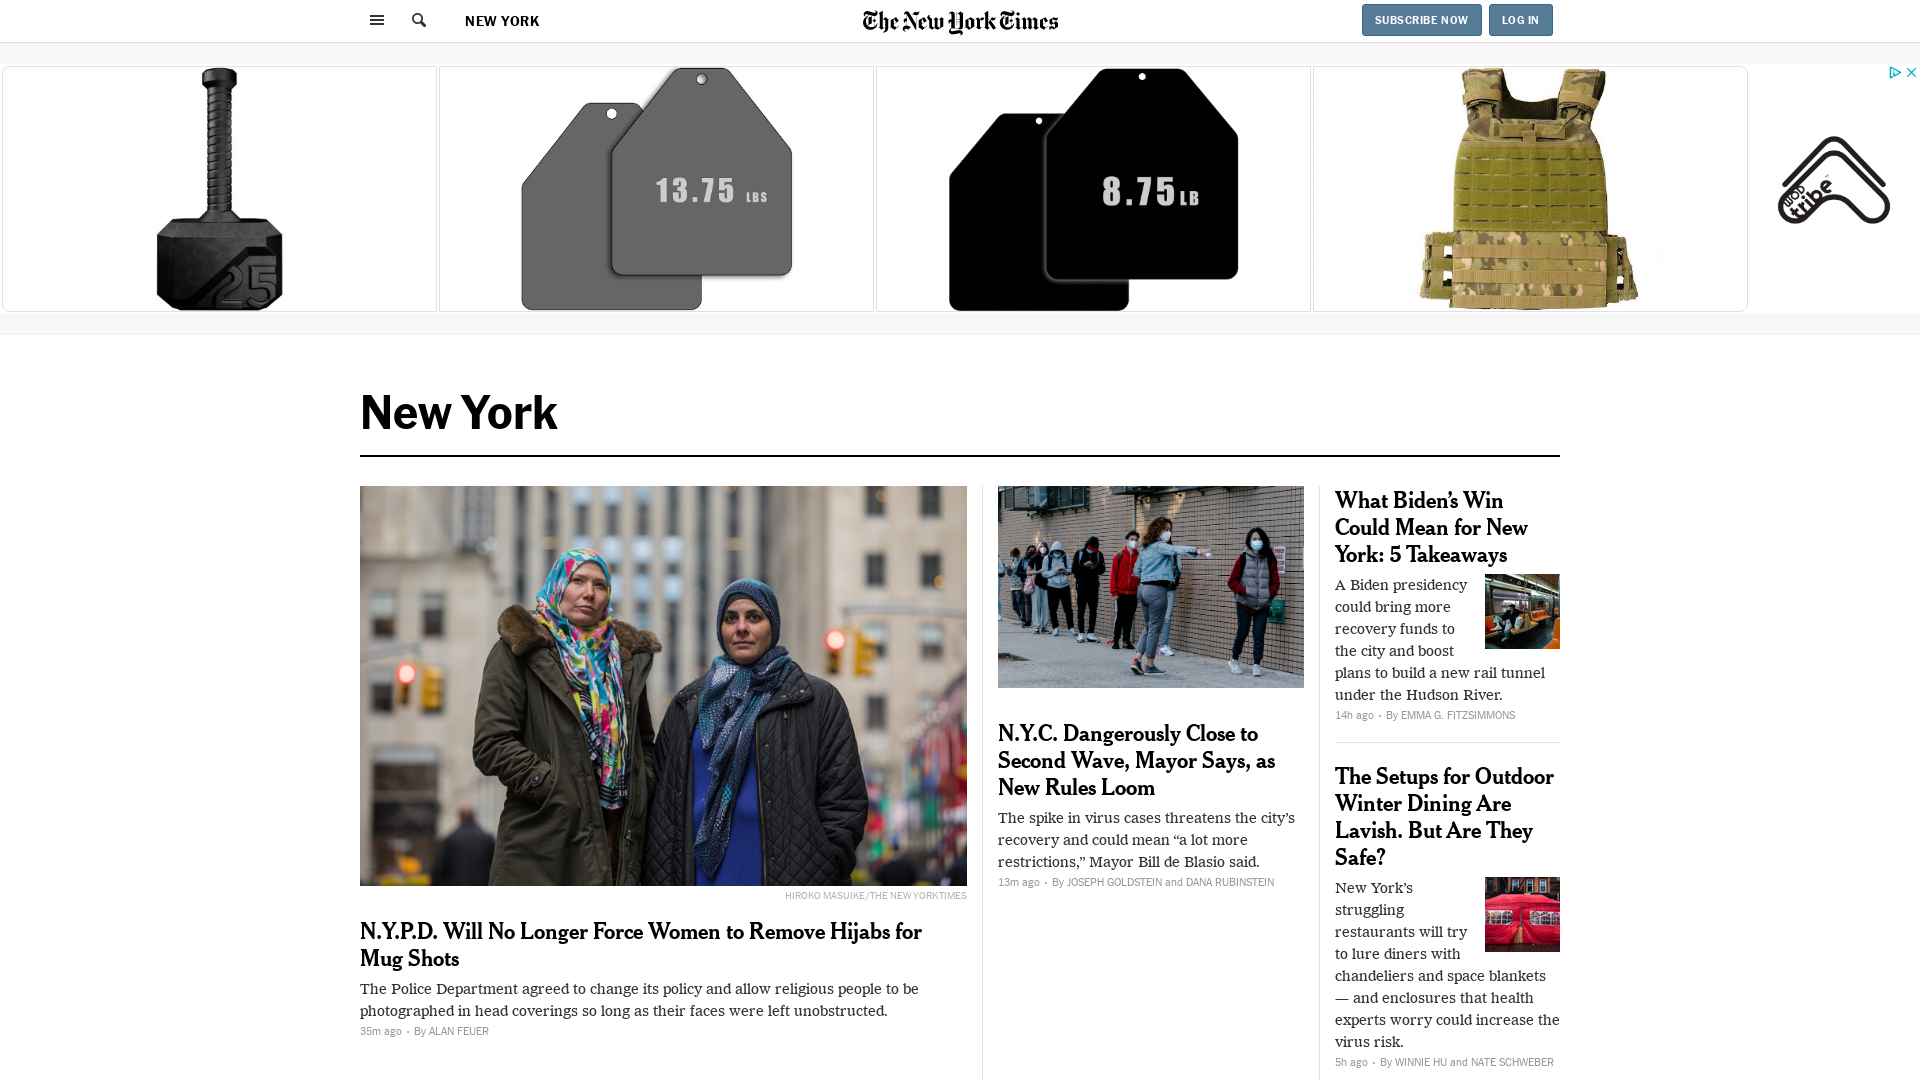 NEW YORK
The New York Times
SUBSCRIBE NOW
LOG IN
25
13.75 LBS
8.75 LB
WOD
tribe
New York
HIROKO MASUIKE/THE NEW YORK TIMES
N.Y.P.D. Will No Longer Force Women to Remove Hijabs for
Mug Shots
The Police Department agreed to change its policy and allow religious people to be
photographed in head coverings so long as their faces were left unobstructed.
35m ago • By ALAN FEUER
N.Y.C. Dangerously Close to
Second Wave, Mayor Says, as
New Rules Loom
The spike in virus cases threatens the city’s
recovery and could mean “a lot more
restrictions,” Mayor Bill de Blasio said.
13m ago • By JOSEPH GOLDSTEIN and DANA RUBINSTEIN
What Biden’s Win
Could Mean for New
York: 5 Takeaways
A Biden presidency
could bring more
recovery funds to
the city and boost
plans to build a new rail tunnel
under the Hudson River.
14h ago • By EMMA G. FITZSIMMONS
The Setups for Outdoor
Winter Dining Are
Lavish. But Are They
Safe?
New York’s
struggling
restaurants will try
to lure diners with
chandeliers and space blankets
— and enclosures that health
experts worry could increase the
virus risk.
5h ago • By WINNIE HU and NATE SCHWEBER